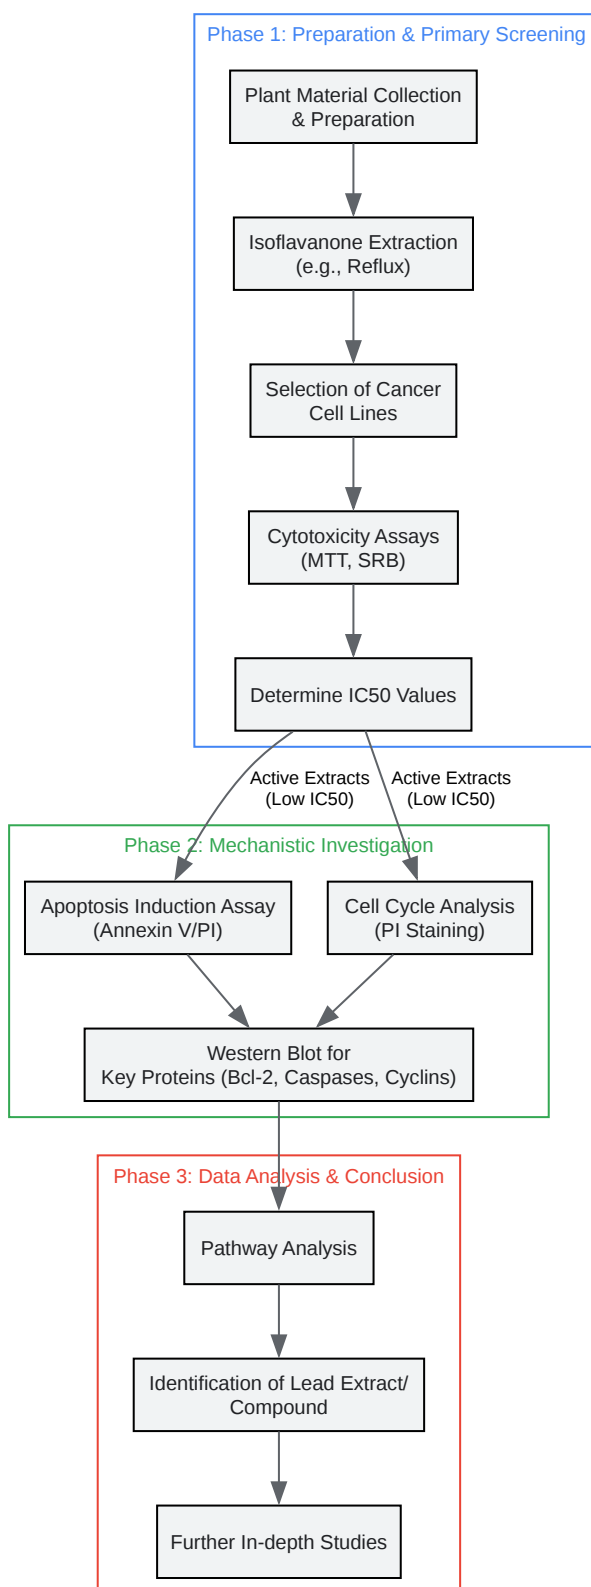 Phase 1: Preparation & Primary Screening
Plant Material Collection
& Preparation
Isoflavanone Extraction
(e.g., Reflux)
Selection of Cancer
Cell Lines
Cytotoxicity Assays
(MTT, SRB)
Determine IC50 Values
Active Extracts
(Low IC50)
Active Extracts
(Low IC50)
Phase 2: Mechanistic Investigation
Apoptosis Induction Assay
(Annexin V/PI)
Cell Cycle Analysis
(PI Staining)
Western Blot for
Key Proteins (Bcl-2, Caspases, Cyclins)
Phase 3: Data Analysis & Conclusion
Pathway Analysis
Identification of Lead Extract/
Compound
Further In-depth Studies